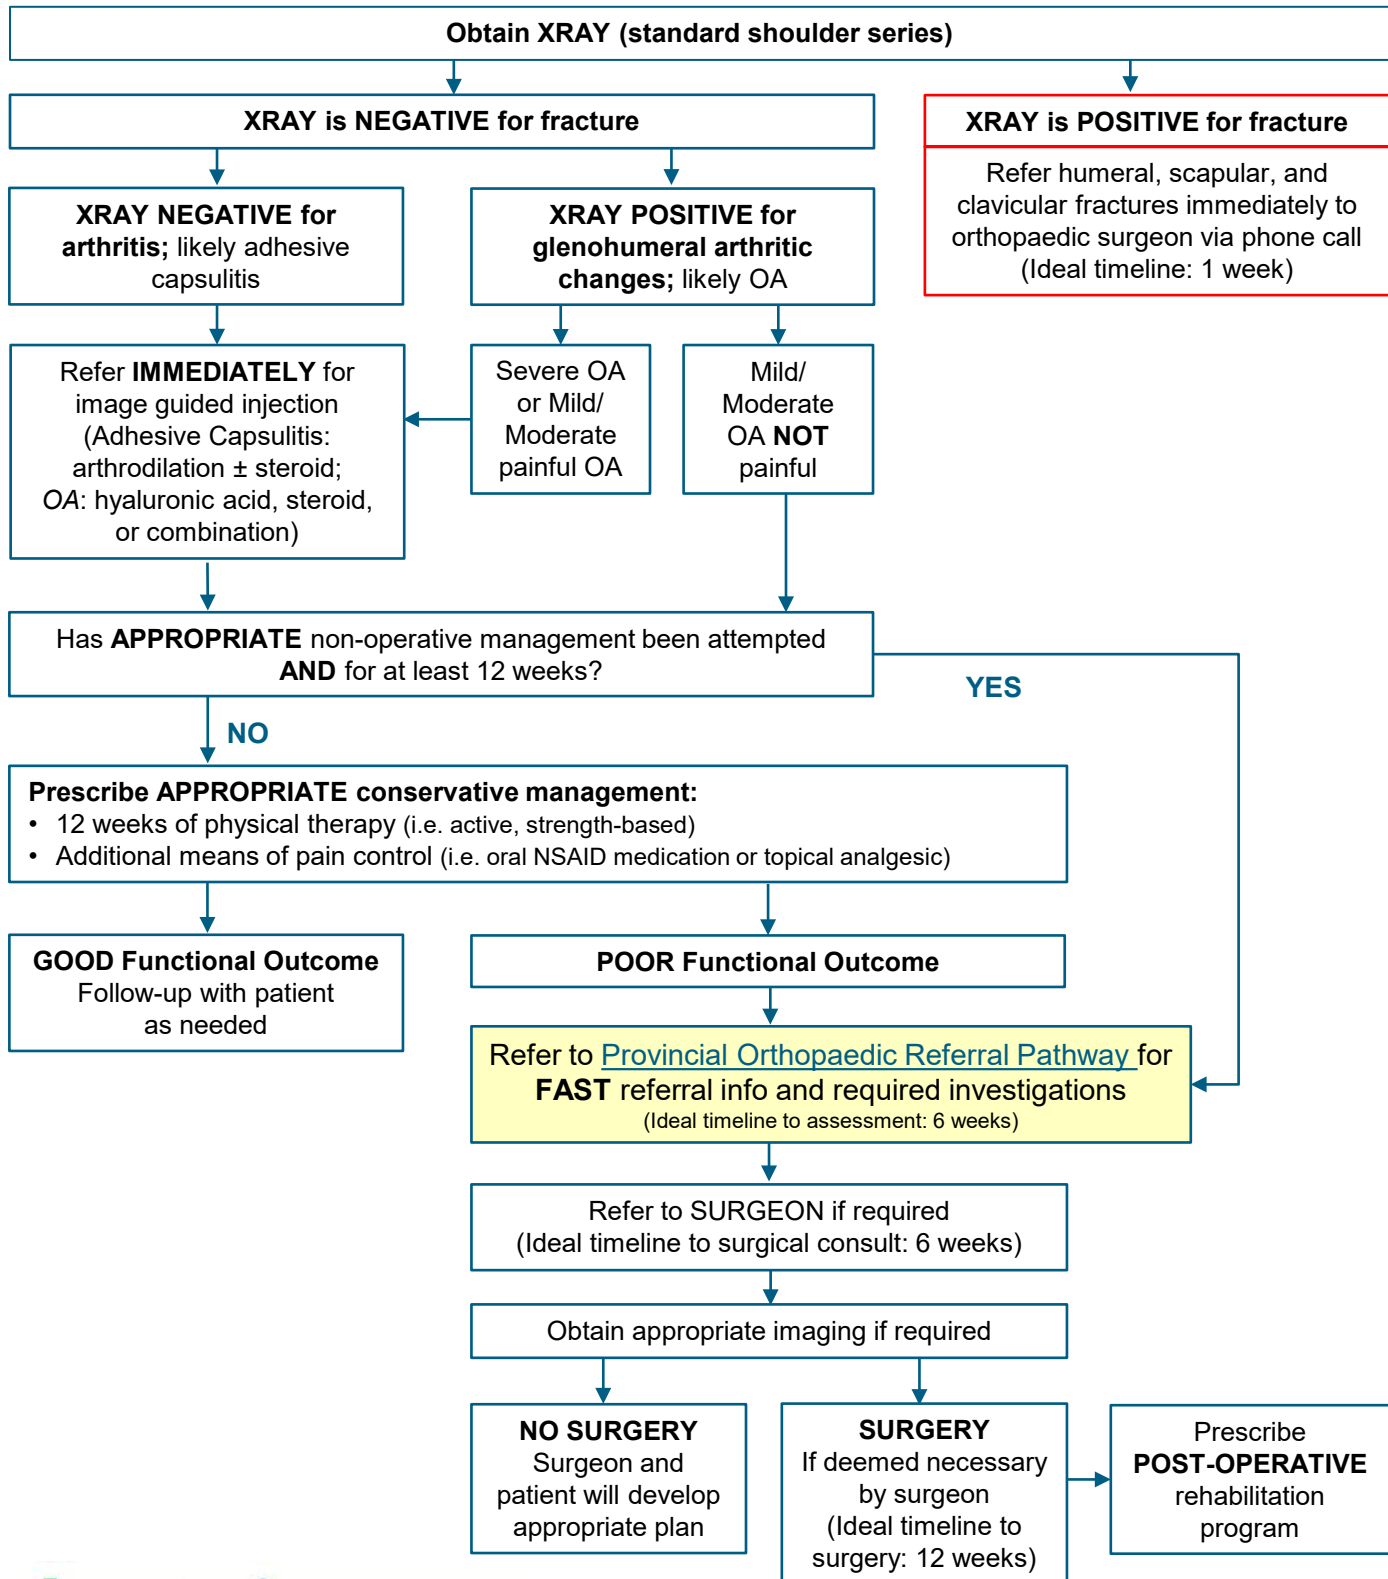 Obtain XRAY (standard shoulder series)
XRAY is NEGATIVE for fracture
XRAY is POSITIVE for fracture
Refer humeral, scapular, and
clavicular fractures immediately to
orthopaedic surgeon via phone call
(Ideal timeline: 1 week)
XRAY NEGATIVE for
arthritis; likely adhesive
capsulitis
XRAY POSITIVE for
glenohumeral arthritic
changes; likely OA
Refer IMMEDIATELY for
image guided injection
(Adhesive Capsulitis:
arthrodilation ± steroid;
OA: hyaluronic acid, steroid,
or combination)
Severe OA
or Mild/
Moderate
painful OA
Mild/
Moderate
OA NOT
painful
Has APPROPRIATE non-operative management been attempted
AND for at least 12 weeks?
YES
NO
Prescribe APPROPRIATE conservative management:
• 12 weeks of physical therapy (i.e. active, strength-based)
• Additional means of pain control (i.e. oral NSAID medication or topical analgesic)
GOOD Functional Outcome
Follow-up with patient
as needed
POOR Functional Outcome
Refer to Provincial Orthopaedic Referral Pathway for
FAST referral info and required investigations
(Ideal timeline to assessment: 6 weeks)
Refer to SURGEON if required
(Ideal timeline to surgical consult: 6 weeks)
Obtain appropriate imaging if required
NO SURGERY
Surgeon and
patient will develop
appropriate plan
SURGERY
If deemed necessary
by surgeon
(Ideal timeline to
surgery: 12 weeks)
Prescribe
POST-OPERATIVE
rehabilitation
program